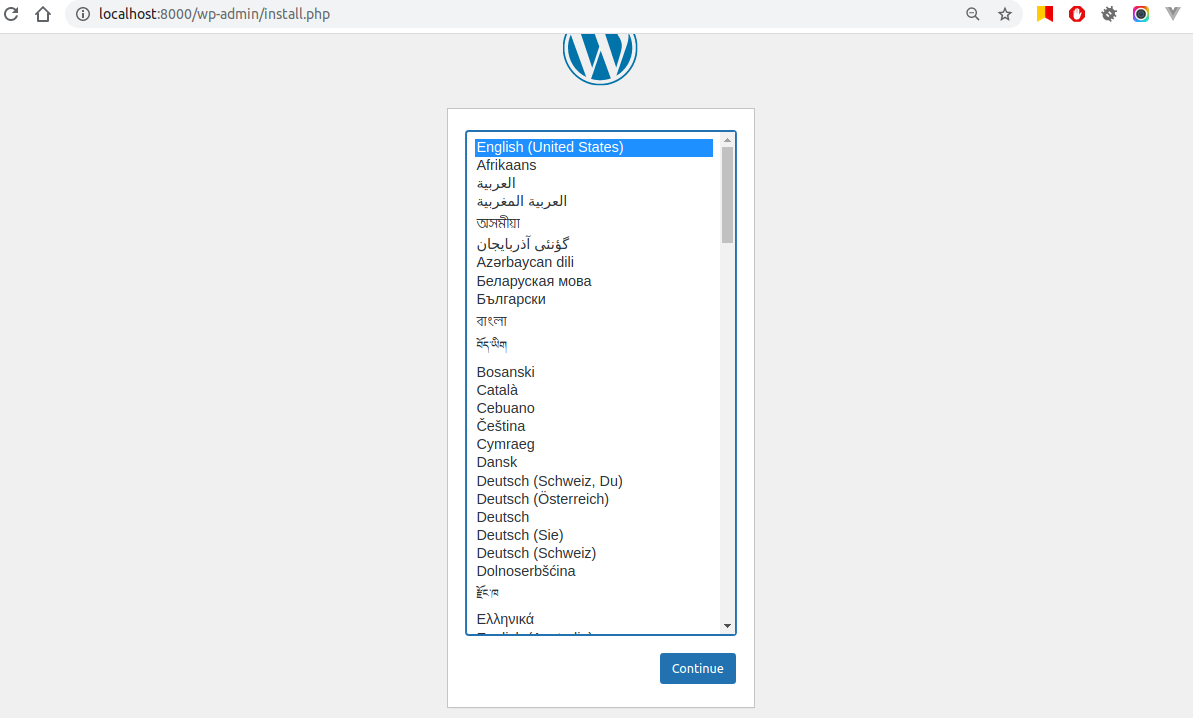 localhost:8000/wp-admin/install.php
English (United States)
Afrikaans
العربية
العربية المغربية
অসমীয়া
گؤنئی آذربایجان
Azərbaycan dili
Беларуская мова
Български
বাংলা
བོད་ཡིག
Bosanski
Català
Cebuano
Čeština
Cymraeg
Dansk
Deutsch (Schweiz, Du)
Deutsch (Österreich)
Deutsch
Deutsch (Sie)
Deutsch (Schweiz)
Dolnoserbšćina
རྫོང་ཁ
Ελληνικά
English (Australia)
Continue